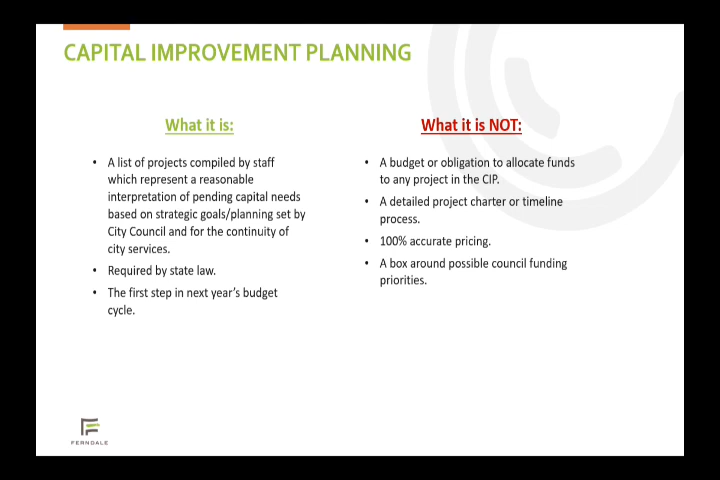 CAPITAL IMPROVEMENT PLANNING
What it is:
• A list of projects compiled by staff
which represent a reasonable
interpretation of pending capital needs
based on strategic goals/planning set by
City Council and for the continuity of
city services.
• Required by state law.
• The first step in next year's budget
cycle.
What it is NOT:
• A budget or obligation to allocate funds
to any project in the CIP.
• A detailed project charter or timeline
process.
• 100% accurate pricing.
• A box around possible council funding
priorities.
FERNDALE